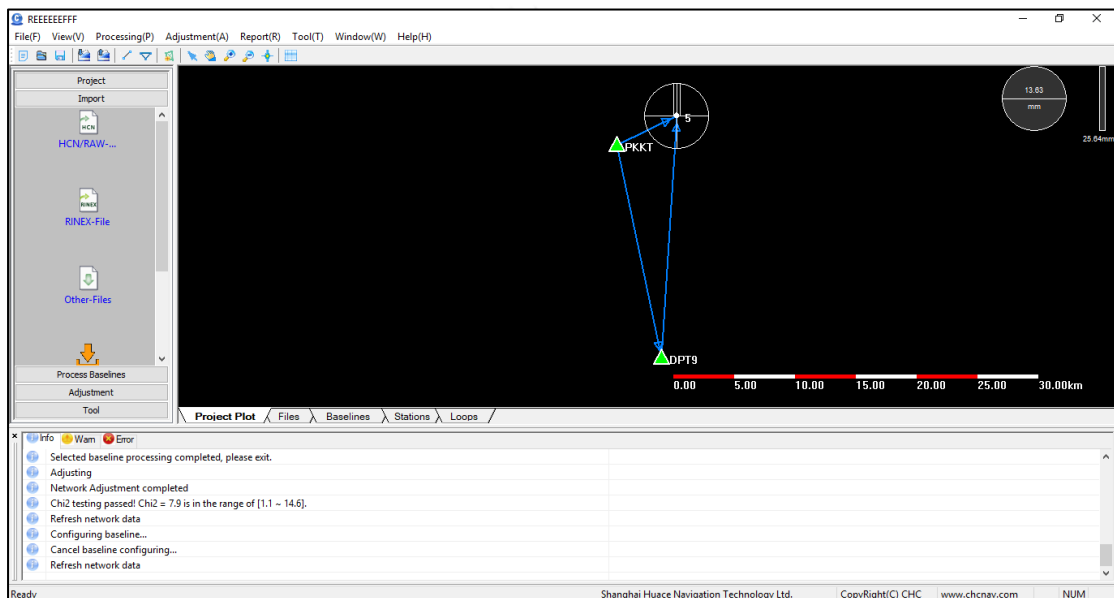 REEEEEEFFF
File(F) View(V) Processing(P) Adjustment(A) Report(R) Tool(T) Window(W) Help(H)
Project
Import
HCN
HCN/RAW-...
RINEX
RINEX-File
Other-Files
Process Baselines
Adjustment
Tool
5
PKKT
DPT9
13.63
mm
25.64mm
0.00 5.00 10.00 15.00 20.00 25.00 30.00km
Project Plot Files Baselines Stations Loops
Info Warn Error
Selected baseline processing completed, please exit.
Adjusting
Network Adjustment completed
Chi2 testing passed! Chi2 = 7.9 is in the range of [1.1 ~ 14.6].
Refresh network data
Configuring baseline...
Cancel baseline configuring...
Refresh network data
Ready Shanghai Huace Navigation Technology Ltd. CopyRight(C) CHC www.chcnav.com NUM